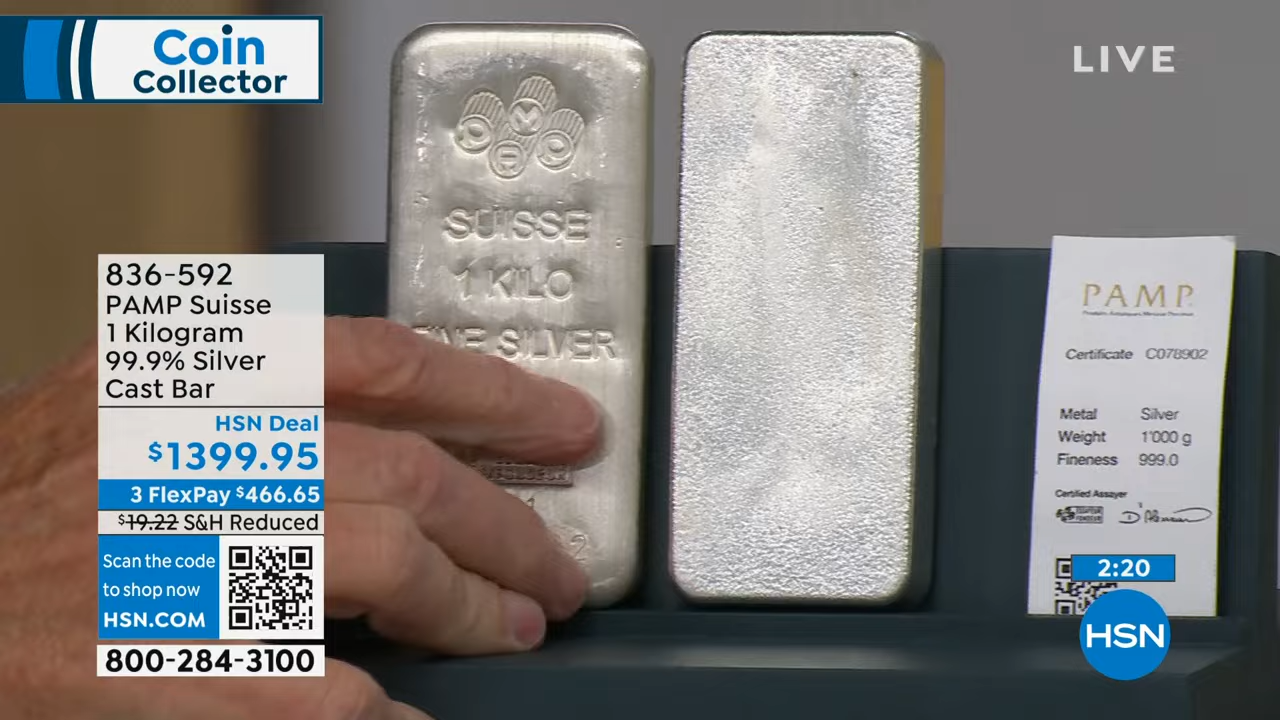 Coin
Collector
LIVE
836-592
PAMP Suisse
1 Kilogram
99.9% Silver
Cast Bar
HSN Deal
$1399.95
3 FlexPay $466.65
$19.22 S&H Reduced
Scan the code
to shop now
HSN.COM
800-284-3100
SUISSE
1 KILO
FINE SILVER
PAMP
Certificate C078902
Metal Silver
Weight 1'000 g
Fineness 999.0
Certified Assayer
2:20
HSN